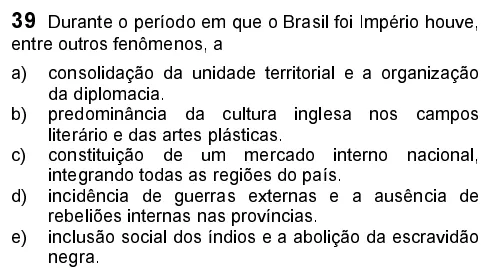 39 Durante o período em que o Brasil foi Império houve,
entre outros fenômenos, a
a) consolidação da unidade territorial e a organização
da diplomacia.
b) predominância da cultura inglesa nos campos
literário e das artes plásticas.
c) constituição de um mercado interno nacional,
integrando todas as regiões do país.
d) incidência de guerras externas e a ausência de
rebeliões internas nas províncias.
e) inclusão social dos índios e a abolição da escravidão
negra.